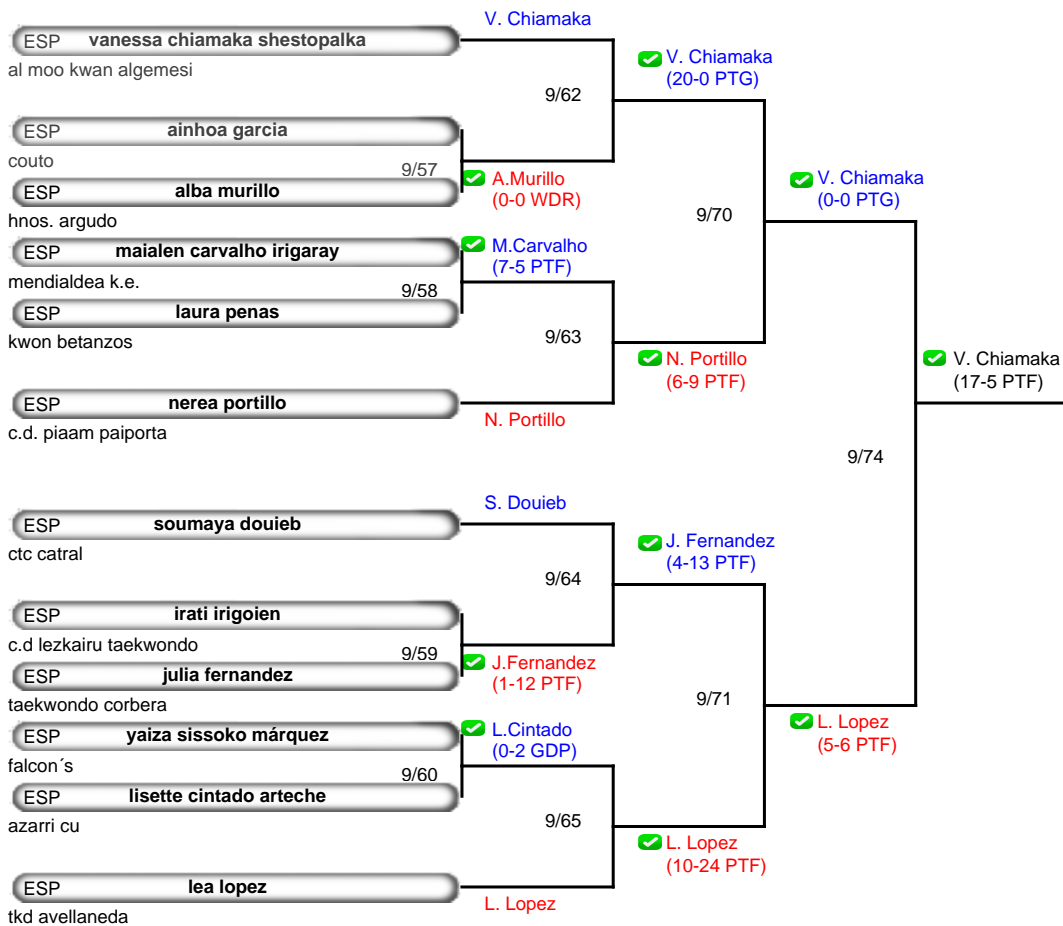 V. Chiamaka
ESP vanessa chiamaka shestopalka
al moo kwan algemesi
V. Chiamaka
(20-0 PTG)
9/62
ESP ainhoa garcia
couto
9/57
ESP alba murillo
hnos. argudo
A.Murillo
(0-0 WDR)
V. Chiamaka
(0-0 PTG)
9/70
ESP maialen carvalho irigaray
mendialdea k.e.
M.Carvalho
(7-5 PTF)
9/58
ESP laura penas
kwon betanzos
9/63
N. Portillo
(6-9 PTF)
V. Chiamaka
(17-5 PTF)
ESP nerea portillo
c.d. piaam paiporta
N. Portillo
9/74
S. Douieb
ESP soumaya douieb
ctc catral
J. Fernandez
(4-13 PTF)
9/64
ESP irati irigoien
c.d lezkairu taekwondo
9/59
ESP julia fernandez
taekwondo corbera
J.Fernandez
(1-12 PTF)
9/71
ESP yaiza sissoko márquez
falcon´s
L.Cintado
(0-2 GDP)
L. Lopez
(5-6 PTF)
9/60
ESP lisette cintado arteche
azarri cu
9/65
L. Lopez
(10-24 PTF)
ESP lea lopez
tkd avellaneda
L. Lopez